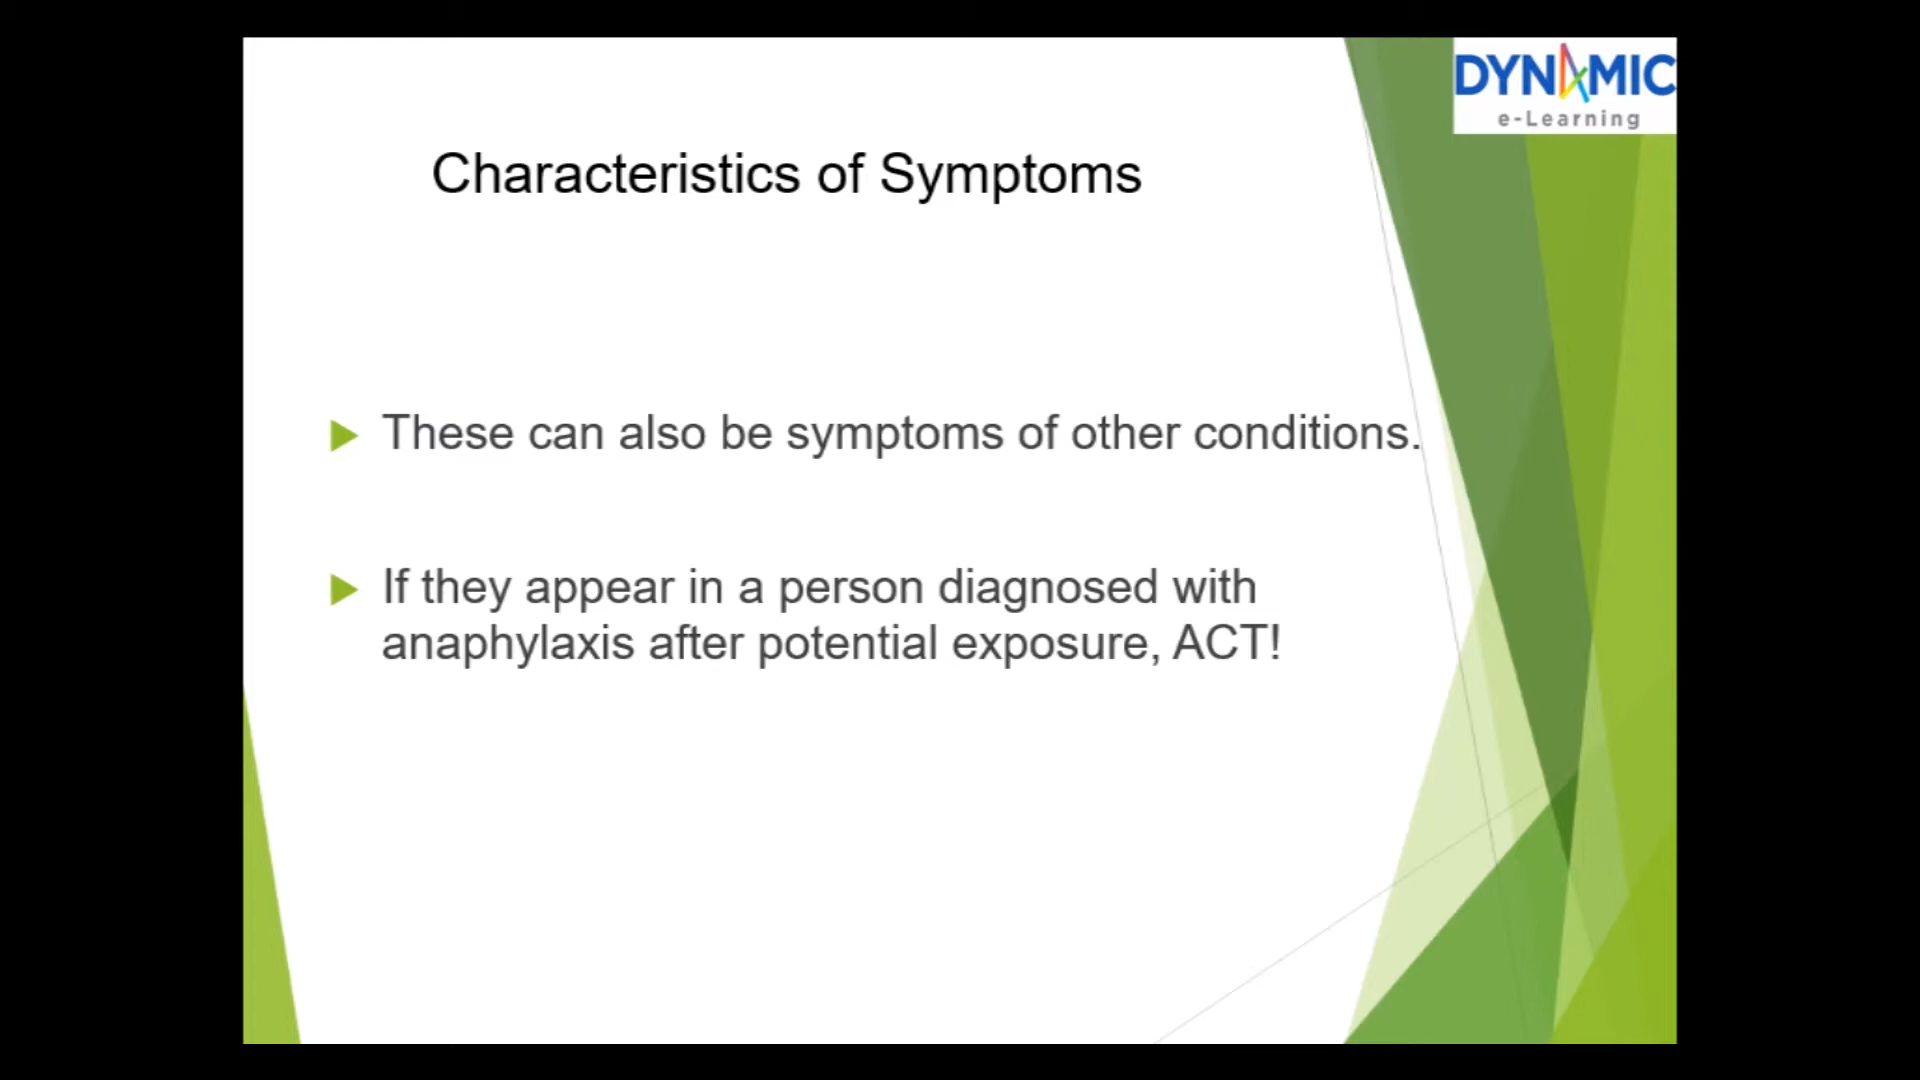 DYNAMIC
e-Learning
Characteristics of Symptoms
These can also be symptoms of other conditions.
If they appear in a person diagnosed with
anaphylaxis after potential exposure, ACT!